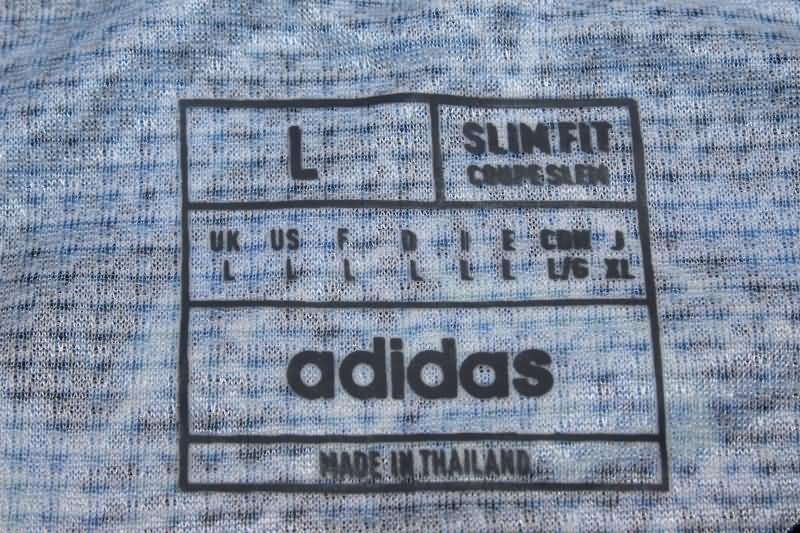 L
SLIM FIT
COUPE SLIM
UK US F D I E CDN J
L L L L L L L/G XL
adidas
MADE IN THAILAND